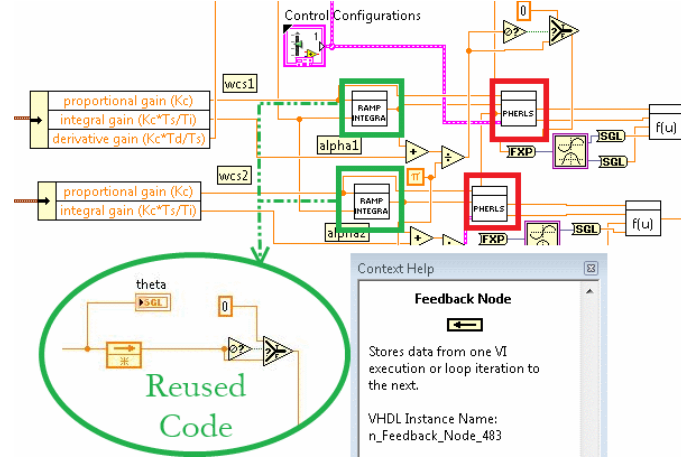 Control Configurations
1
0
0?
wcs1
proportional gain (Kc)
integral gain (Kc*Ts/Ti)
derivative gain (Kc*Td/Ts)
RAMP
INTEGRA
PHERLS
alpha1
+
÷
FXP
SGL
SGL
f(u)
π
wcs2
proportional gain (Kc)
integral gain (Kc*Ts/Ti)
RAMP
INTEGRA
PHERLS
alpha2
+
FXP
SGL
f(u)
theta
SGL
0
0?
Reused
Code
Context Help
Feedback Node
Stores data from one VI
execution or loop iteration to
the next.
VHDL Instance Name:
n_Feedback_Node_483